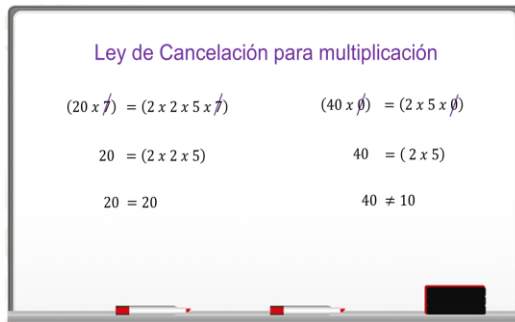 Ley de Cancelación para multiplicación
(20 x 7) = (2 x 2 x 5 x 7)
20 = (2 x 2 x 5)
20 = 20
(40 x 0) = (2 x 5 x 0)
40 = ( 2 x 5)
40 ≠ 10